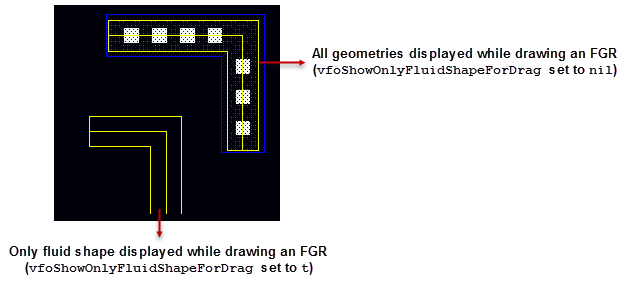 All geometries displayed while drawing an FGR
(vfoShowOnlyFluidShapeForDrag set to nil)
Only fluid shape displayed while drawing an FGR
(vfoShowOnlyFluidShapeForDrag set to t)